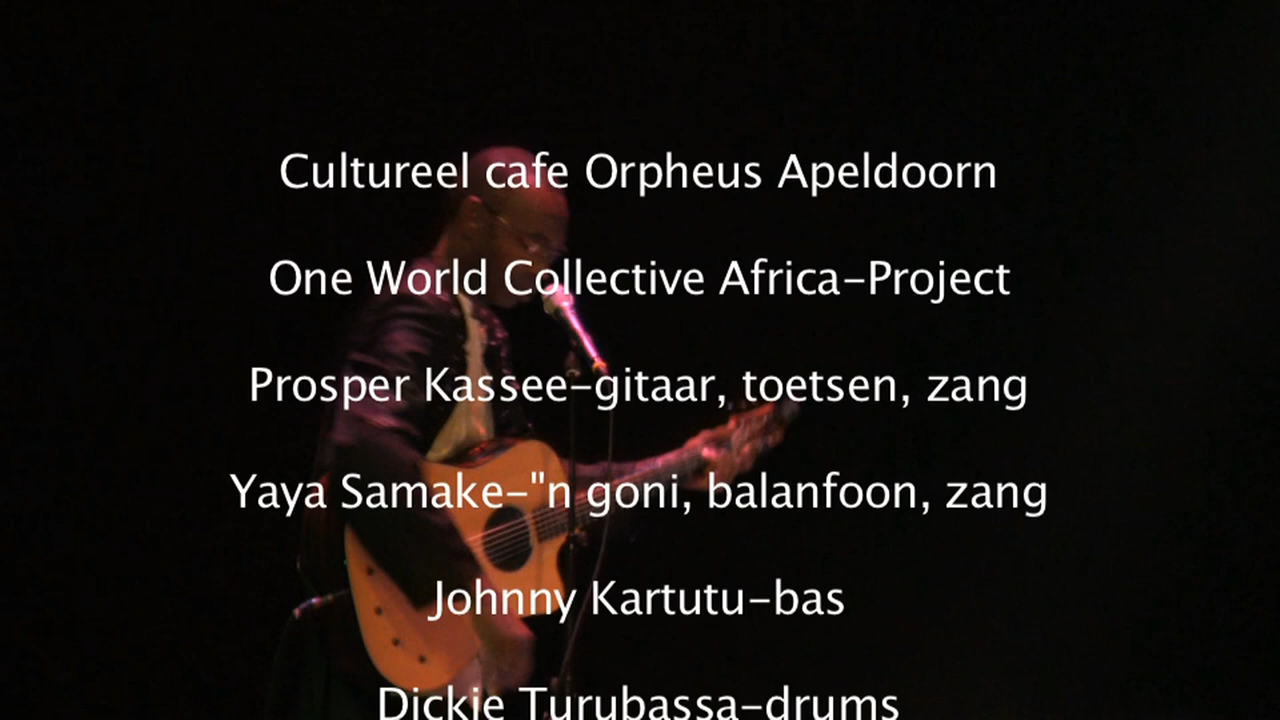 Cultureel cafe Orpheus Apeldoorn
One World Collective Africa-Project
Prosper Kassee-gitaar, toetsen, zang
Yaya Samake-"n goni, balanfoon, zang
Johnny Kartutu-bas
Dickie Turubassa-drums